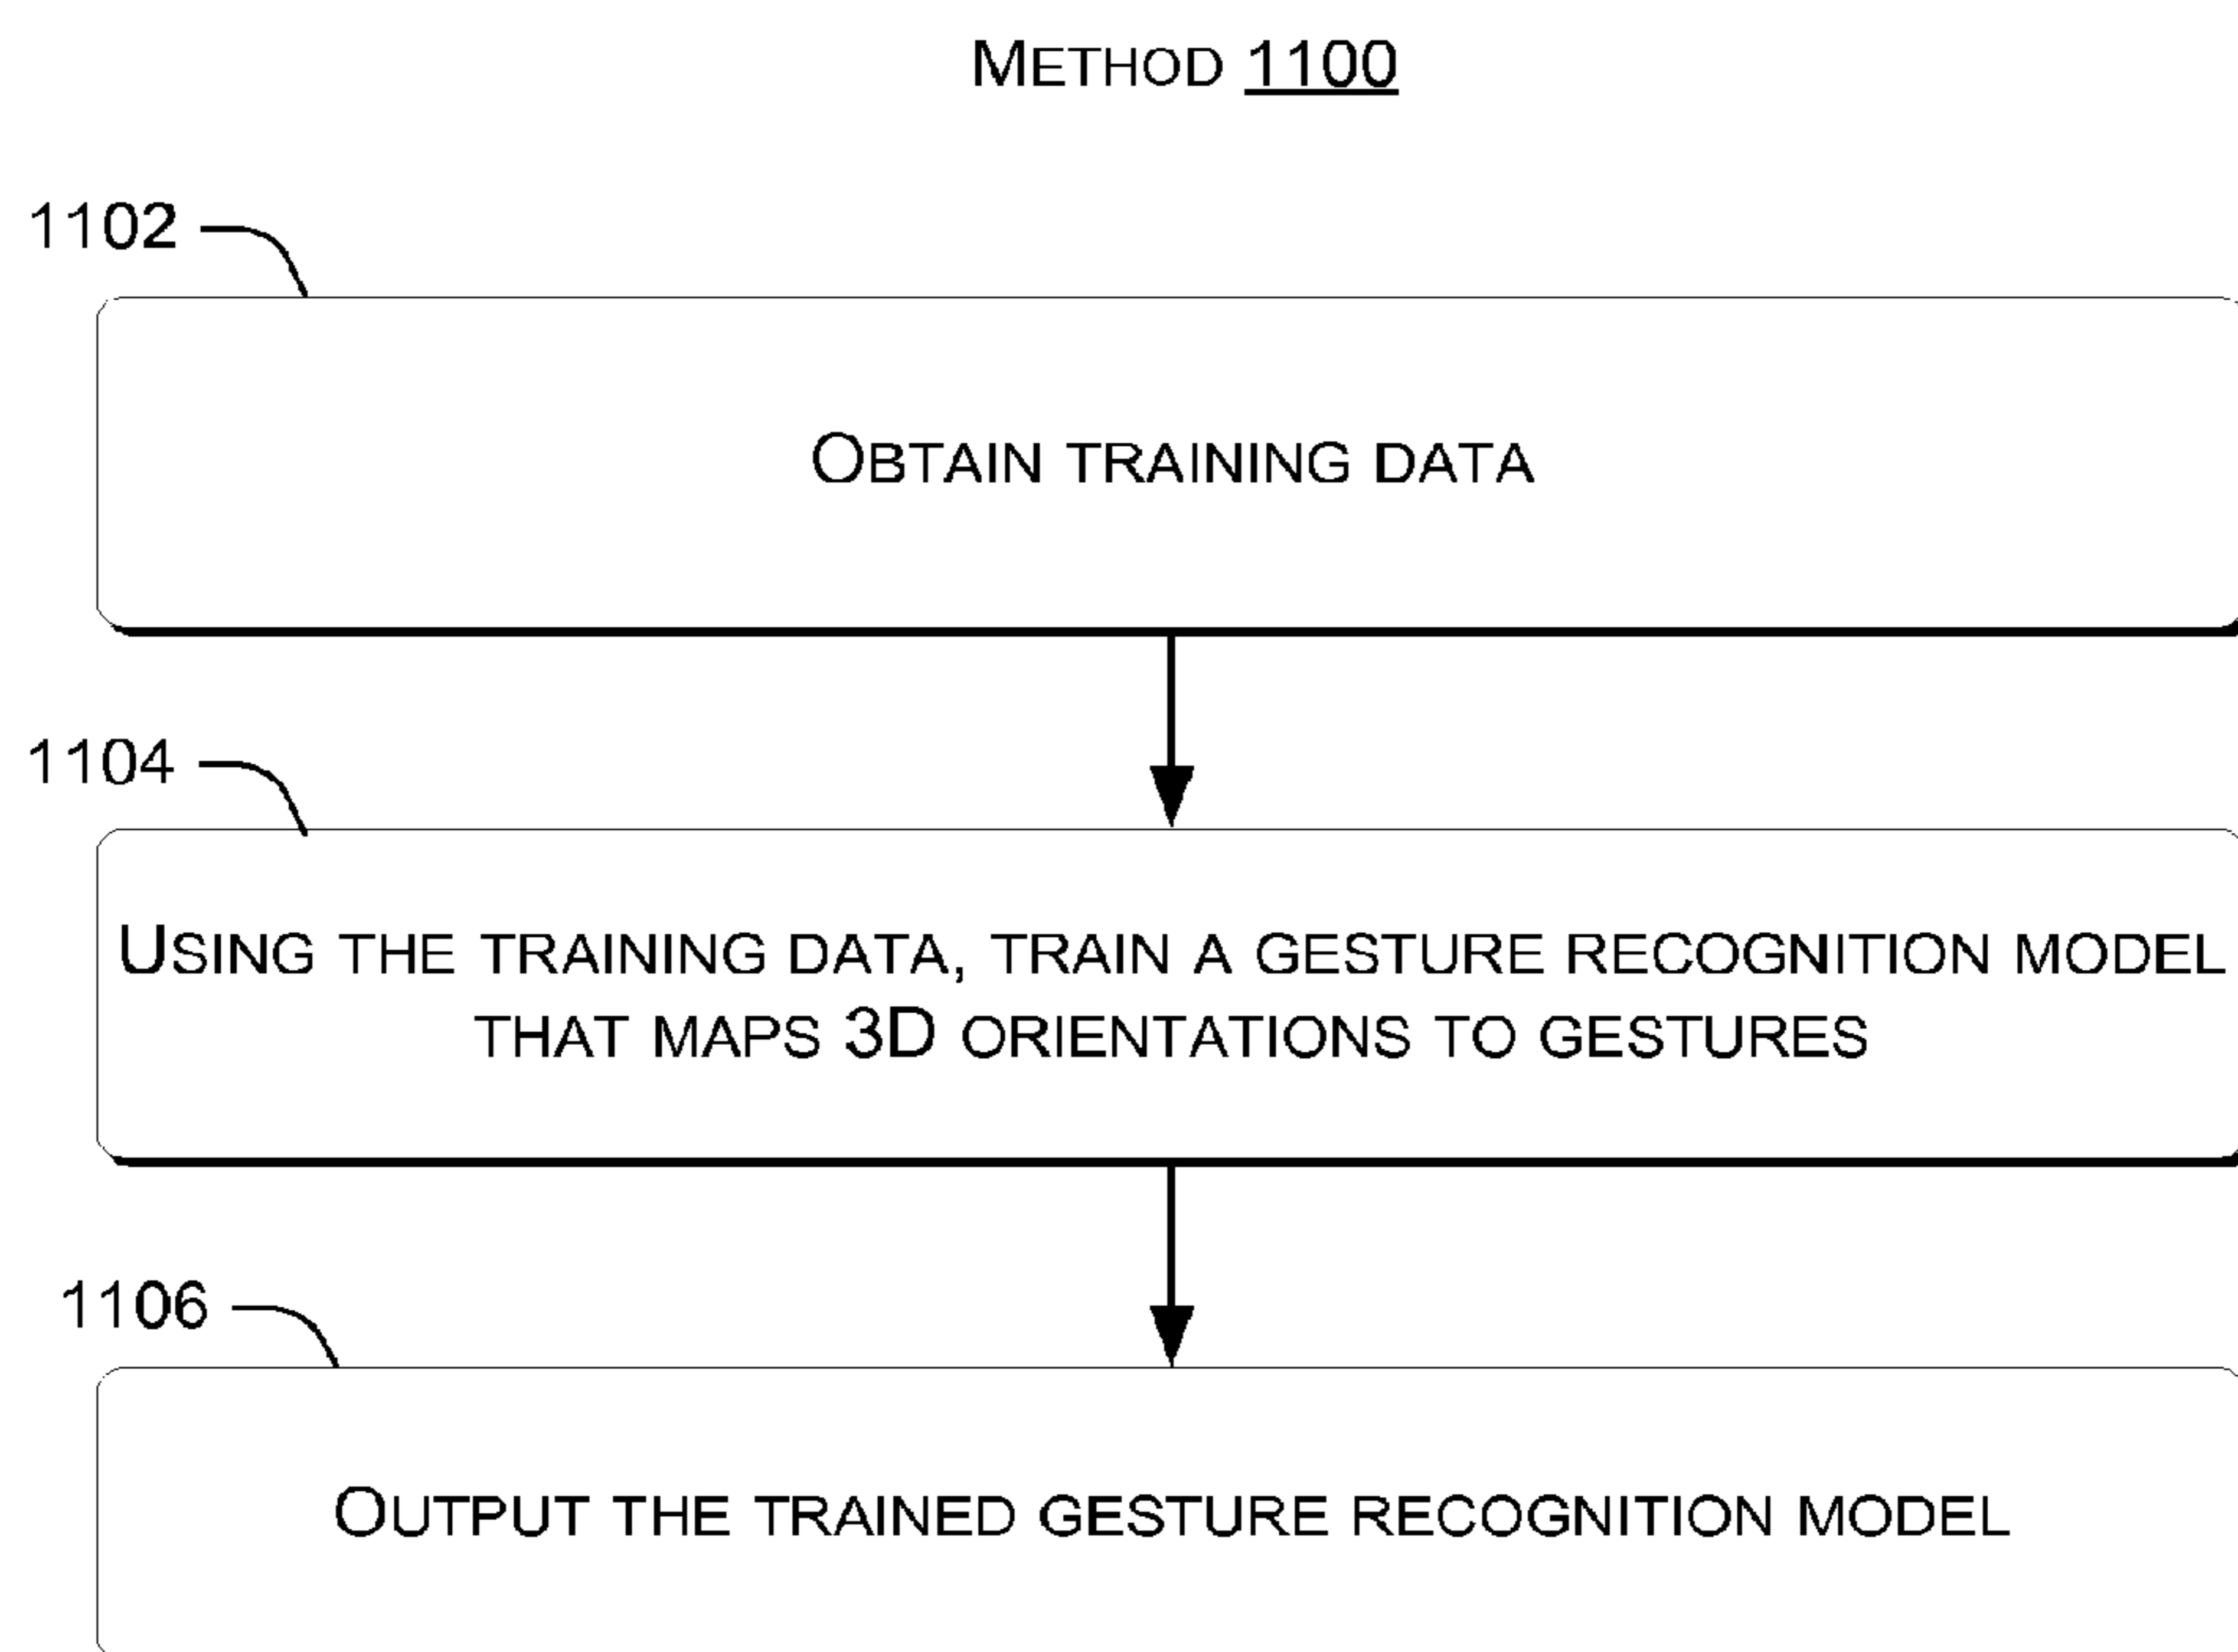 METHOD 1100
1102
OBTAIN TRAINING DATA
1104
USING THE TRAINING DATA, TRAIN A GESTURE RECOGNITION MODEL
THAT MAPS 3D ORIENTATIONS TO GESTURES
1106
OUTPUT THE TRAINED GESTURE RECOGNITION MODEL